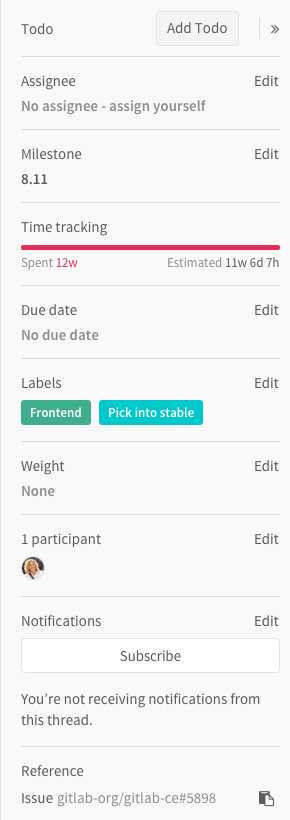 Todo Add Todo »
Assignee Edit
No assignee - assign yourself
Milestone Edit
8.11
Time tracking
Spent 12w Estimated 11w 6d 7h
Due date Edit
No due date
Labels Edit
Frontend Pick into stable
Weight Edit
None
1 participant Edit
Notifications Edit
Subscribe
You’re not receiving notifications from
this thread.
Reference
Issue gitlab-org/gitlab-ce#5898